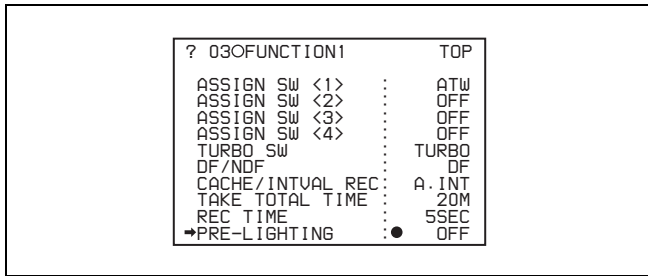 ? 03○FUNCTION1 TOP
ASSIGN SW <1> : ATW
ASSIGN SW <2> : OFF
ASSIGN SW <3> : OFF
ASSIGN SW <4> : OFF
TURBO SW : TURBO
DF/NDF : DF
CACHE/INTVAL REC: A.INT
TAKE TOTAL TIME : 20M
REC TIME : 5SEC
➡PRE-LIGHTING :● OFF